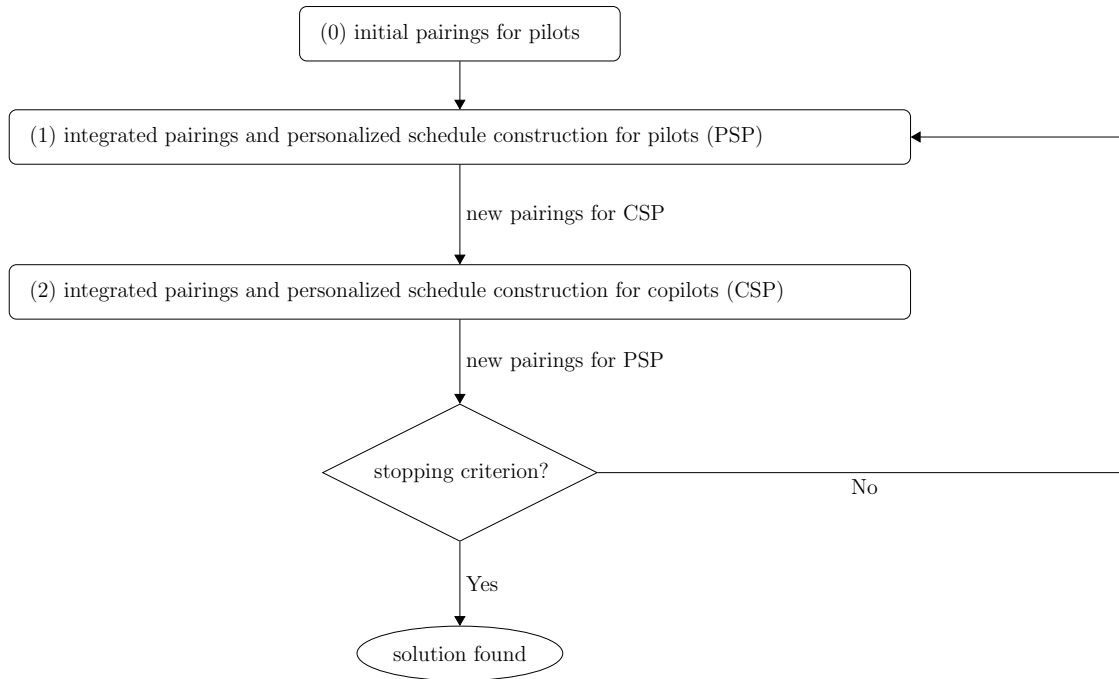 (0) initial pairings for pilots
(1) integrated pairings and personalized schedule construction for pilots (PSP)
new pairings for CSP
(2) integrated pairings and personalized schedule construction for copilots (CSP)
new pairings for PSP
stopping criterion?
No
Yes
solution found